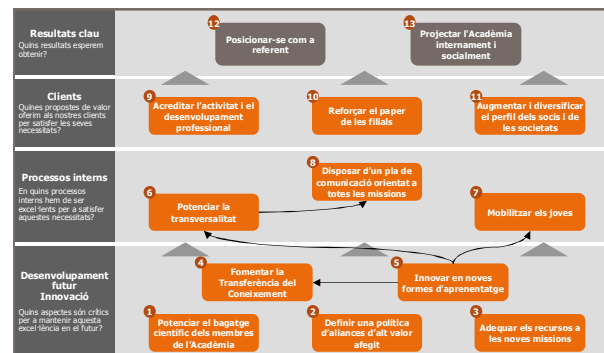 Resultats clau
Quins resultats esperem
obtenir?
12
Posicionar-se com a
referent
13
Projectar l'Acadèmia
internament i
socialment
Clients
Quines propostes de valor
oferim als nostres clients
per satisfer les seves
necessitats?
9
Acreditar l'activitat i el
desenvolupament
professional
10
Reforçar el paper
de les filials
11
Augmentar i diversificar
el perfil dels socis i de
les societats
Processos interns
En quins processos
interns hem de ser
excel·lents per a satisfer
aquestes necessitats?
6
Potenciar la
transversalitat
8
Disposar d'un pla de
comunicació orientat a
totes les missions
7
Mobilitzar els joves
Desenvolupament
futur
Innovació
Quins aspectes són crítics
per a mantenir aquesta
excel·lència en el futur?
4
Fomentar la
Transferència del
Coneixement
5
Innovar en noves
formes d'aprenentatge
1
Potenciar el bagatge
científic dels membres
de l'Acadèmia
2
Definir una política
d'aliances d'alt valor
afegit
3
Adequar els recursos a
les noves missions